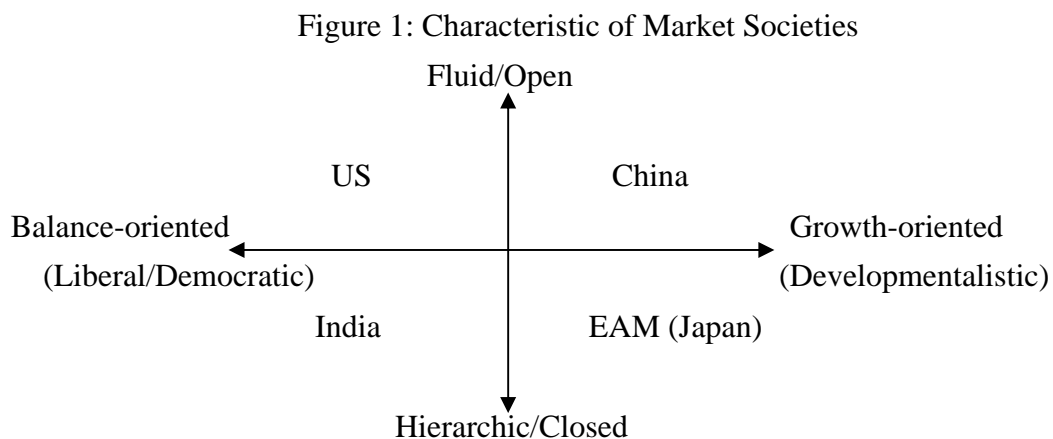 Figure 1: Characteristic of Market Societies
Fluid/Open
US China
Balance-oriented Growth-oriented
(Liberal/Democratic) (Developmentalistic)
India EAM (Japan)
Hierarchic/Closed